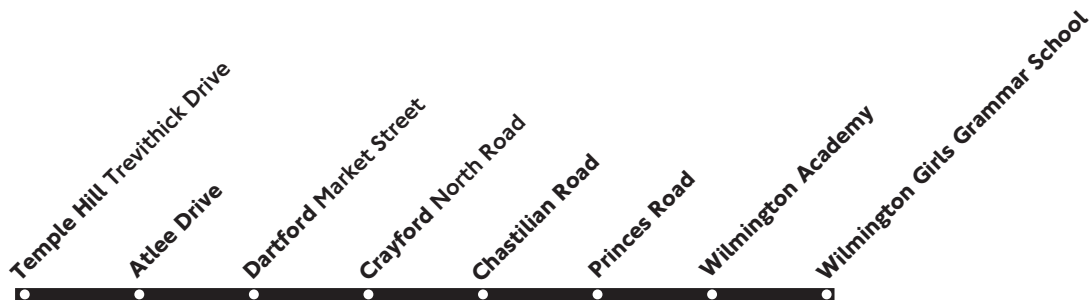 Temple Hill Trevithick Drive
Atlee Drive
Dartford Market Street
Crayford North Road
Chastilian Road
Princes Road
Wilmington Academy
Wilmington Girls Grammar School